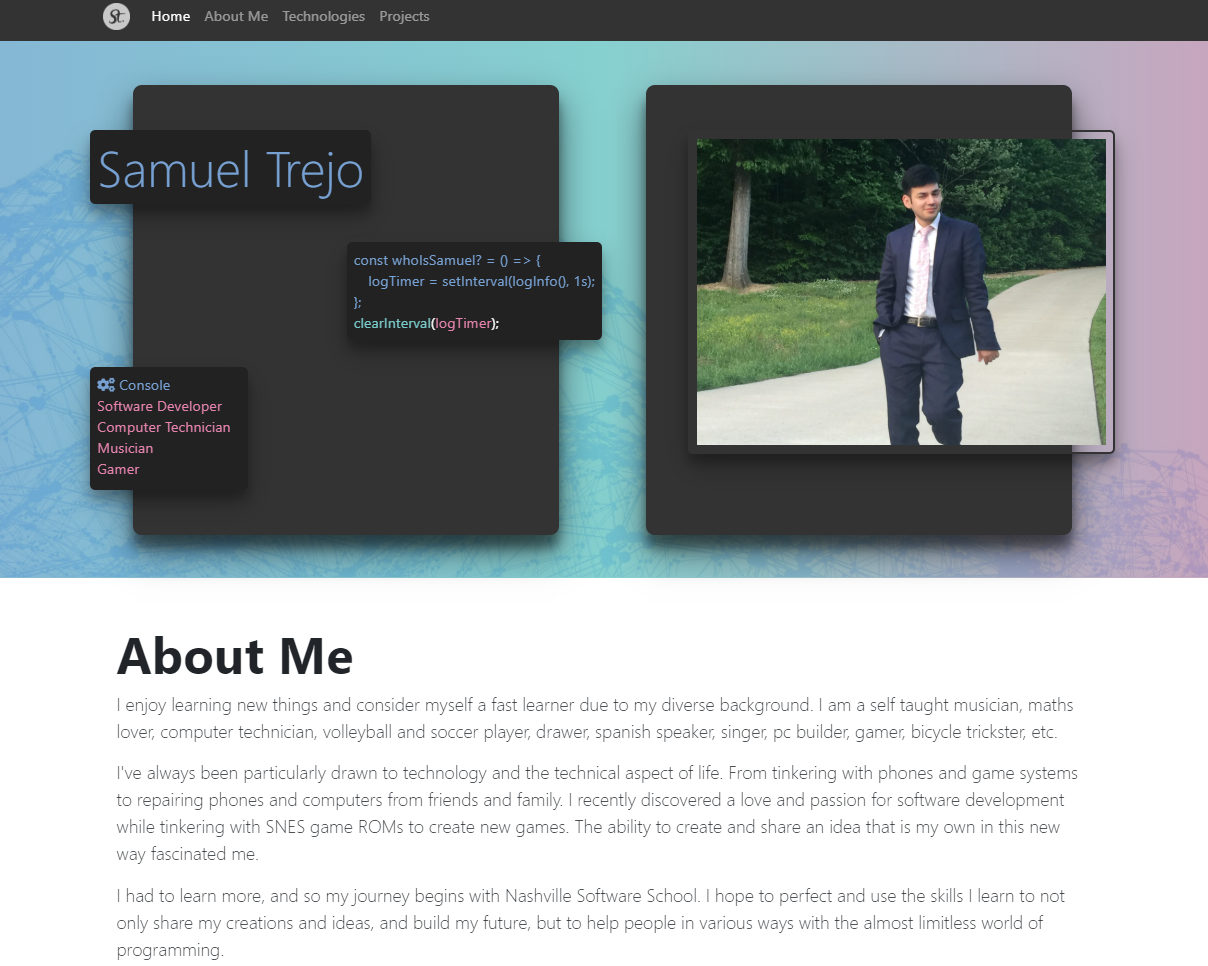 St
Home About Me Technologies Projects
Samuel Trejo
const whoIsSamuel? = () => {
logTimer = setInterval(logInfo(), 1s);
};
clearInterval(logTimer);
Console
Software Developer
Computer Technician
Musician
Gamer
About Me
I enjoy learning new things and consider myself a fast learner due to my diverse background. I am a self taught musician, maths
lover, computer technician, volleyball and soccer player, drawer, spanish speaker, singer, pc builder, gamer, bicycle trickster, etc.
I've always been particularly drawn to technology and the technical aspect of life. From tinkering with phones and game systems
to repairing phones and computers from friends and family. I recently discovered a love and passion for software development
while tinkering with SNES game ROMs to create new games. The ability to create and share an idea that is my own in this new
way fascinated me.
I had to learn more, and so my journey begins with Nashville Software School. I hope to perfect and use the skills I learn to not
only share my creations and ideas, and build my future, but to help people in various ways with the almost limitless world of
programming.